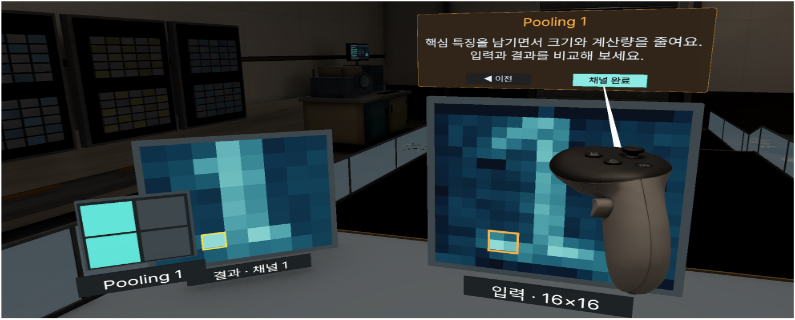 Pooling 1
핵심 특징을 남기면서 크기와 계산량을 줄여요.
입력과 결과를 비교해 보세요.
◀ 이전
채널 완료
Pooling 1
결과 · 채널 1
입력 · 16×16